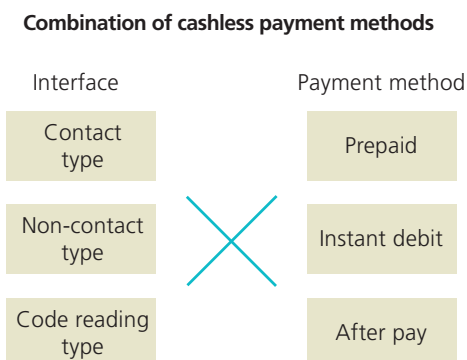 Combination of cashless payment methods
Interface
Payment method
Contact
type
Prepaid
Non-contact
type
Instant debit
Code reading
type
After pay